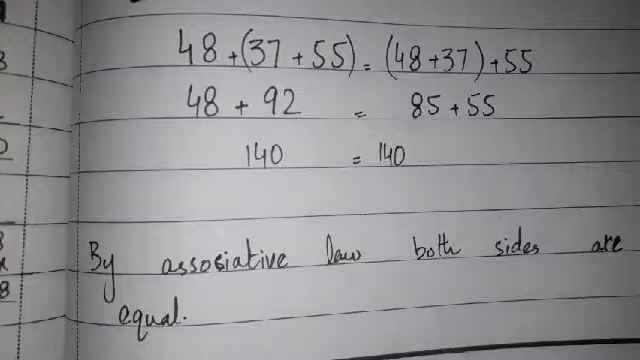 48 + (37 + 55) = (48 + 37) + 55
48 + 92 = 85 + 55
140 = 140
By assosiative law both sides are
equal.